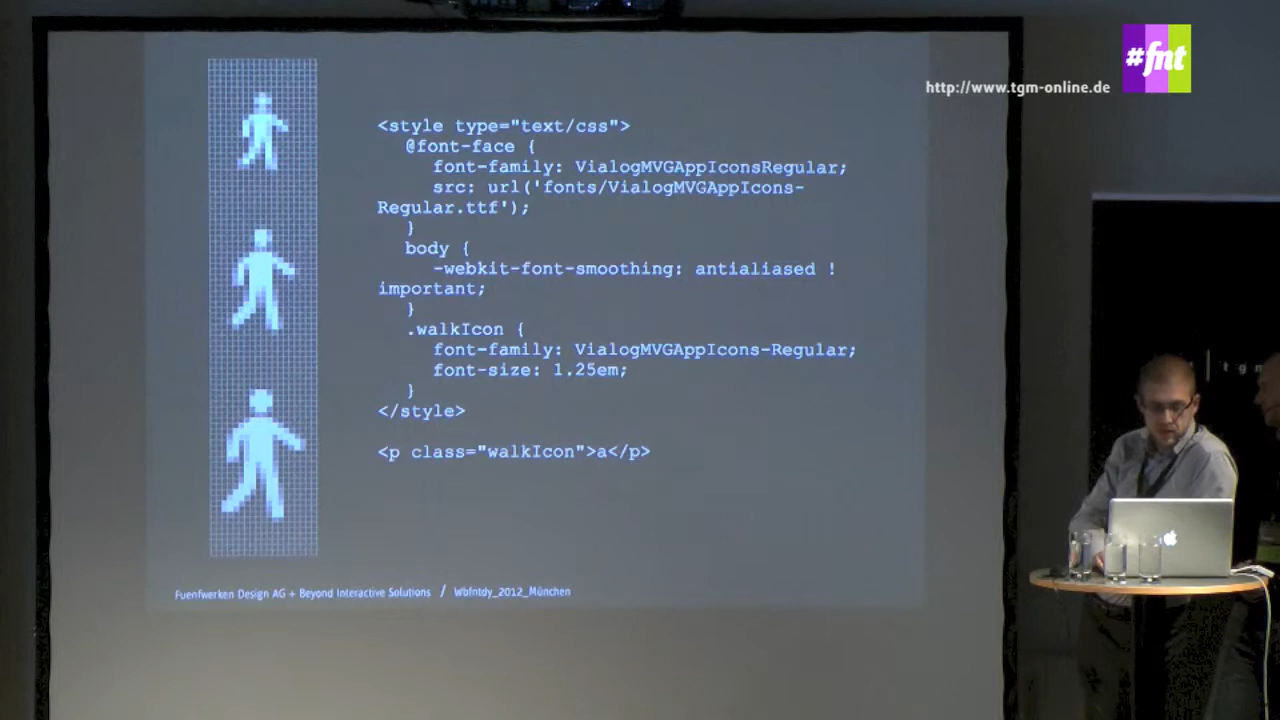 #fnt
http://www.tgm-online.de
<style type="text/css">
@font-face {
font-family: VialogMVGAppIconsRegular;
src: url('fonts/VialogMVGAppIcons-
Regular.ttf');
}
body {
-webkit-font-smoothing: antialiased !
important;
}
.walkIcon {
font-family: VialogMVGAppIcons-Regular;
font-size: 1.25em;
}
</style>
<p class="walkIcon">a</p>
Fuenfwerken Design AG + Beyond Interactive Solutions / Wbfntdy_2012_München
tgm